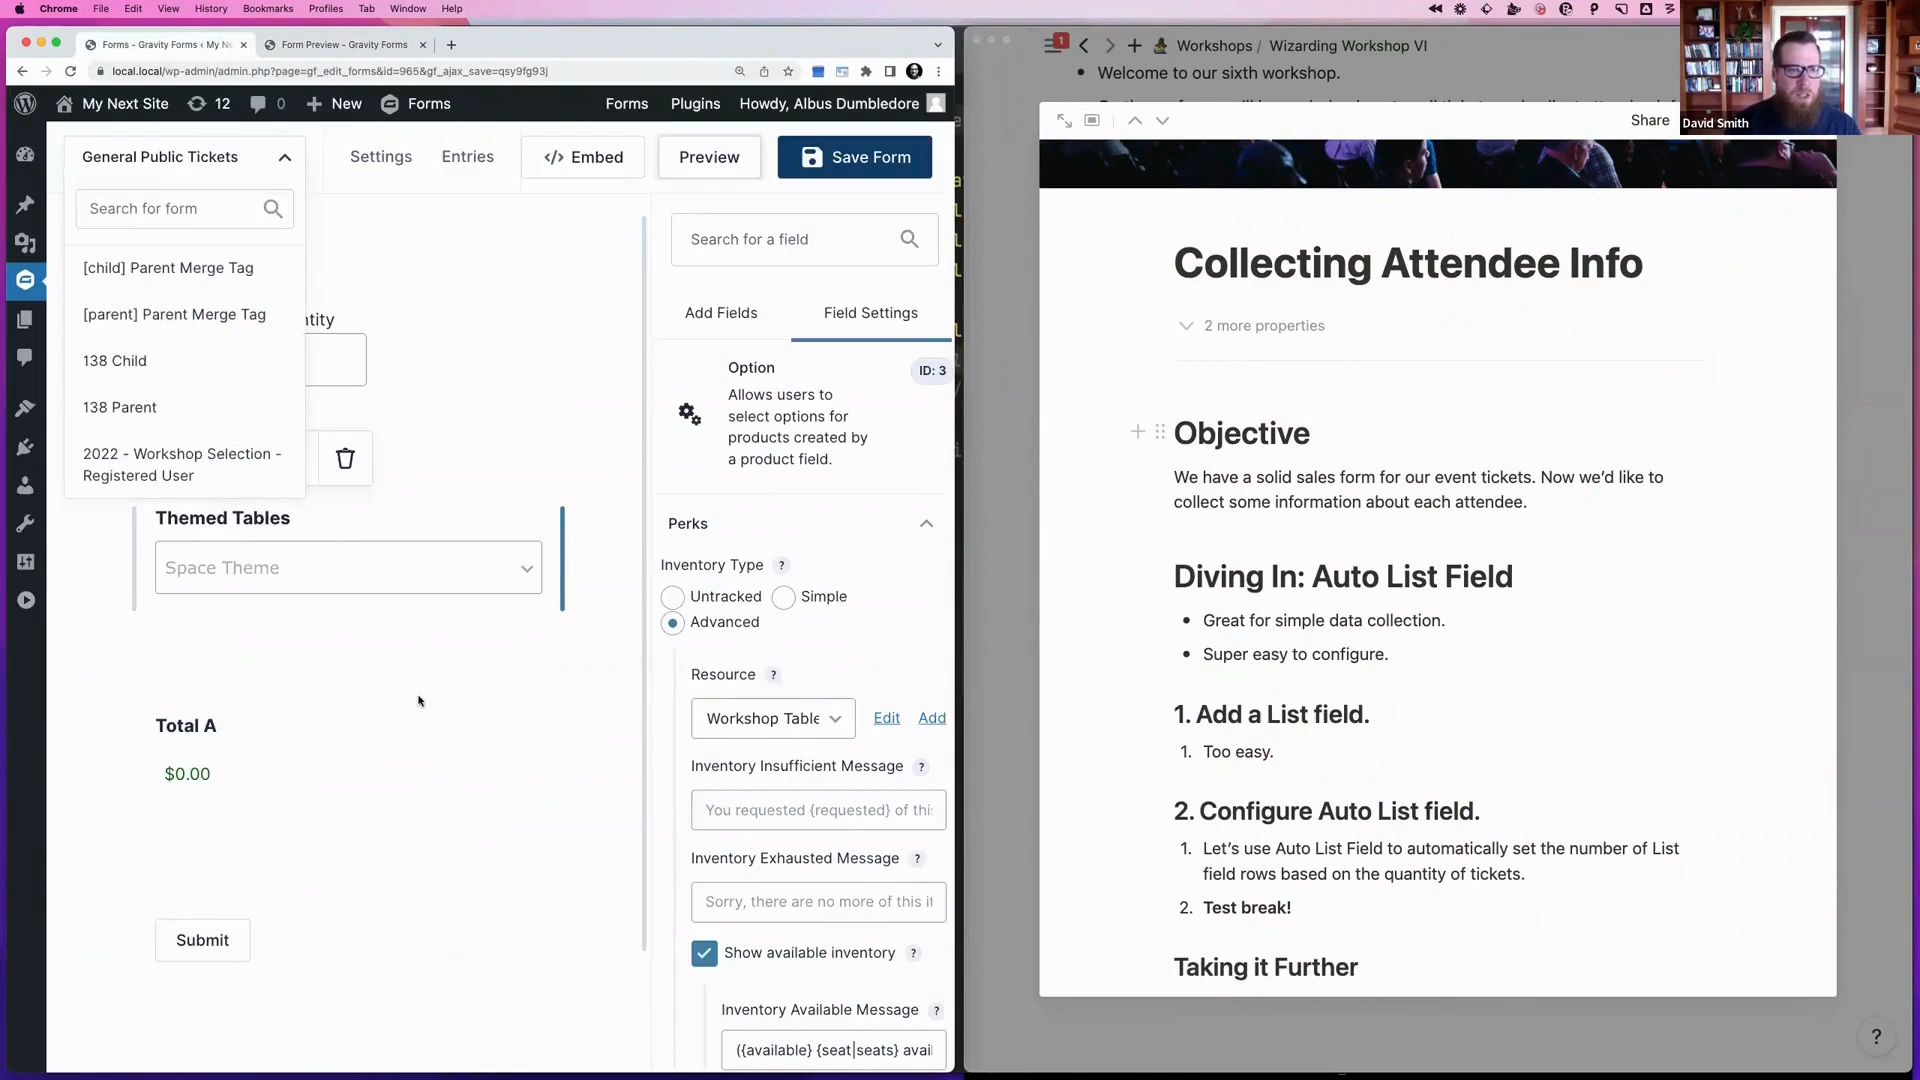 Chrome File Edit View History Bookmarks Profiles Tab Window Help
Forms - Gravity Forms ‹ My Ne
Form Preview - Gravity Forms
local.local/wp-admin/admin.php?page=gf_edit_forms&id=965&gf_ajax_save=qsy9fg93j
My Next Site 12 0 New Forms Forms Plugins Howdy, Albus Dumbledore
General Public Tickets
Settings Entries Embed Preview Save Form
Search for form
[child] Parent Merge Tag
[parent] Parent Merge Tag
138 Child
138 Parent
2022 - Workshop Selection -
Registered User
ntity
Themed Tables
Space Theme
Total A
$0.00
Submit
Search for a field
Add Fields Field Settings
Option
ID: 3
Allows users to
select options for
products created by
a product field.
Perks
Inventory Type ?
Untracked Simple
Advanced
Resource ?
Workshop Table Edit Add
Inventory Insufficient Message ?
You requested {requested} of this
Inventory Exhausted Message ?
Sorry, there are no more of this it
Show available inventory ?
Inventory Available Message ?
({available} {seat|seats} avail
1
Workshops / Wizarding Workshop VI
Welcome to our sixth workshop.
Share
David Smith
Collecting Attendee Info
2 more properties
Objective
We have a solid sales form for our event tickets. Now we'd like to
collect some information about each attendee.
Diving In: Auto List Field
Great for simple data collection.
Super easy to configure.
1. Add a List field.
1. Too easy.
2. Configure Auto List field.
1. Let's use Auto List Field to automatically set the number of List
field rows based on the quantity of tickets.
2. Test break!
Taking it Further
?